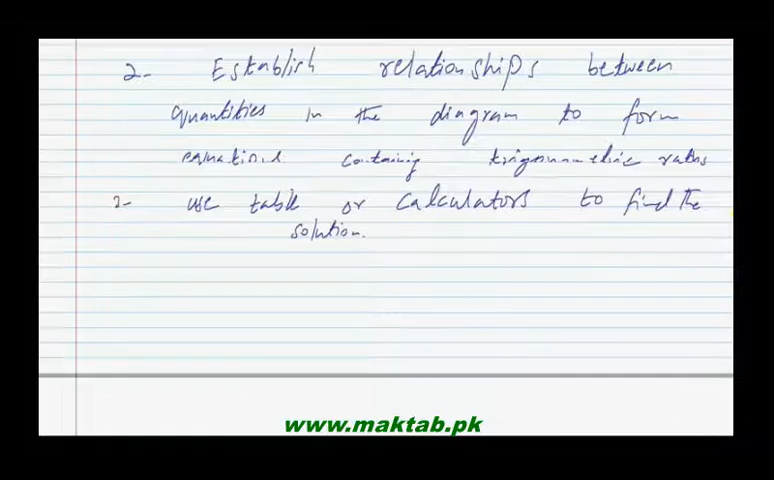 2- Establish relationships between
quantities in the diagram to form
equations containing trigonometric ratios
3- use table or calculators to find the
solution.
www.maktab.pk